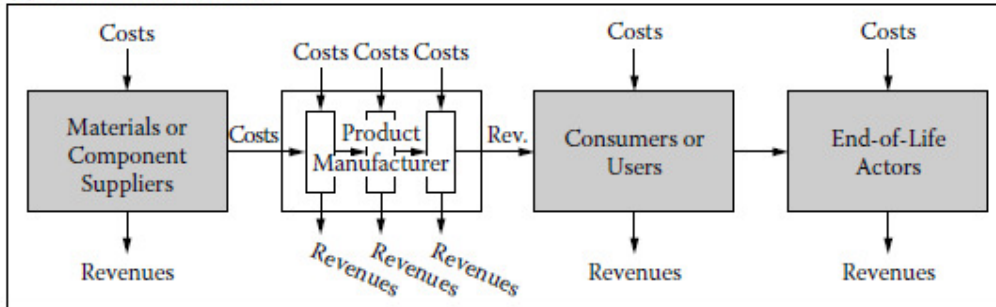 Costs
Costs Costs Costs
Costs
Costs
Materials or
Component
Suppliers
Costs
Product
Manufacturer
Rev.
Consumers or
Users
End-of-Life
Actors
Revenues
Revenues
Revenues
Revenues
Revenues
Revenues